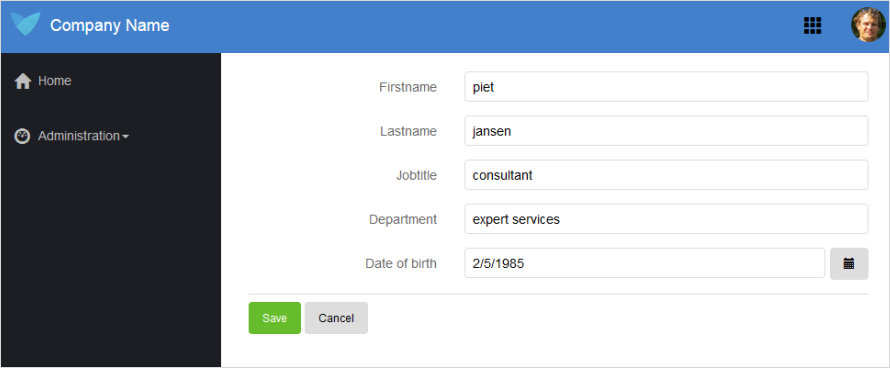 Company Name
Home
Administration
Firstname piet
Lastname jansen
Jobtitle consultant
Department expert services
Date of birth 2/5/1985
Save Cancel